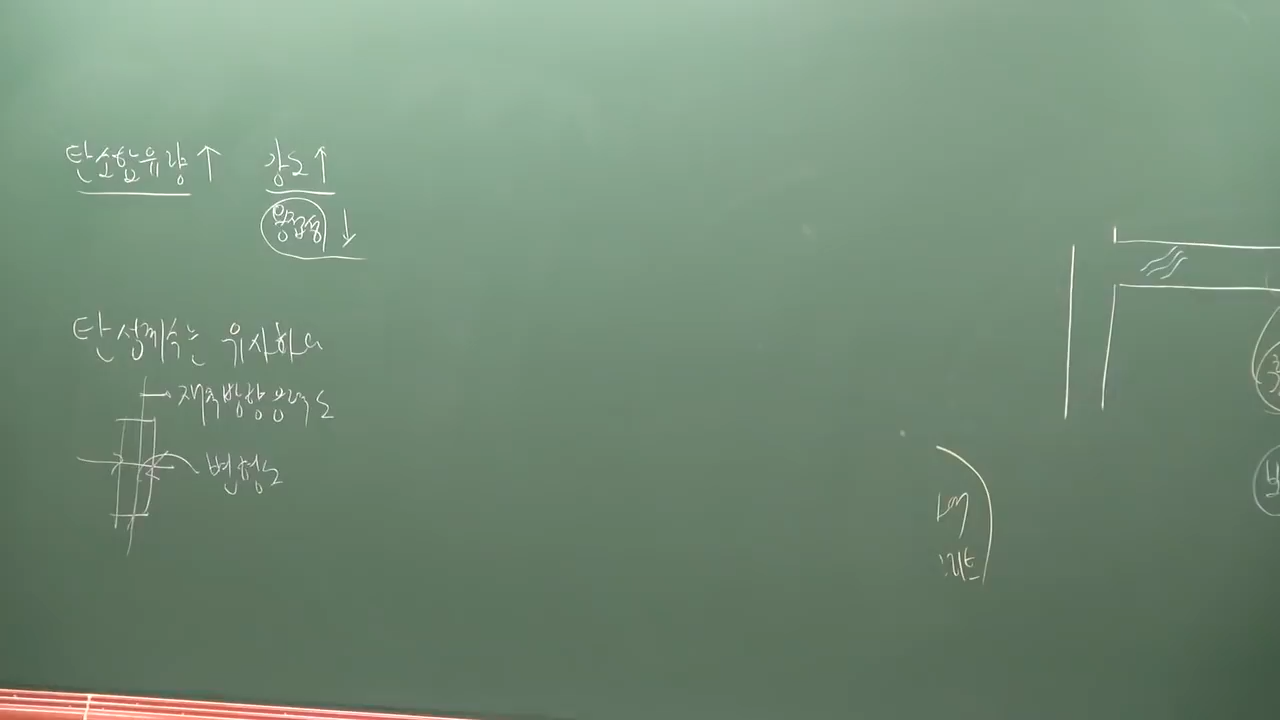 탄소함유량↑ 강도↑
용접성 ↓
탄성계수는 유사하다
재축방향응력도
변형도